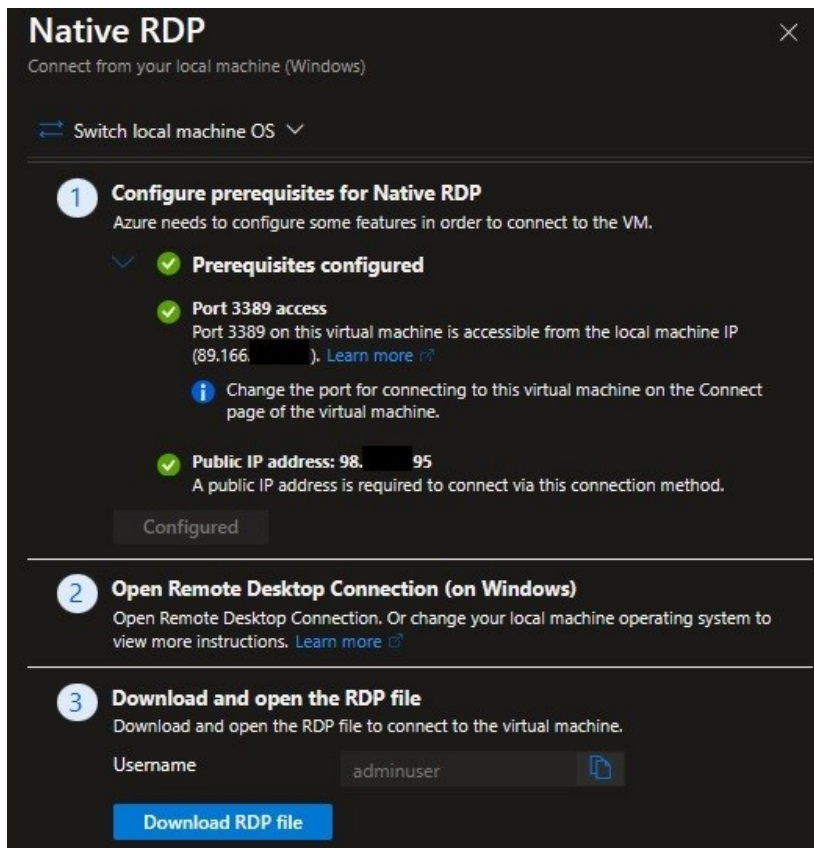 Native RDP
Connect from your local machine (Windows)
Switch local machine OS
1 Configure prerequisites for Native RDP
Azure needs to configure some features in order to connect to the VM.
Prerequisites configured
Port 3389 access
Port 3389 on this virtual machine is accessible from the local machine IP
(89.166. ). Learn more
Change the port for connecting to this virtual machine on the Connect
page of the virtual machine.
Public IP address: 98. 95
A public IP address is required to connect via this connection method.
Configured
2 Open Remote Desktop Connection (on Windows)
Open Remote Desktop Connection. Or change your local machine operating system to
view more instructions. Learn more
3 Download and open the RDP file
Download and open the RDP file to connect to the virtual machine.
Username adminuser
Download RDP file